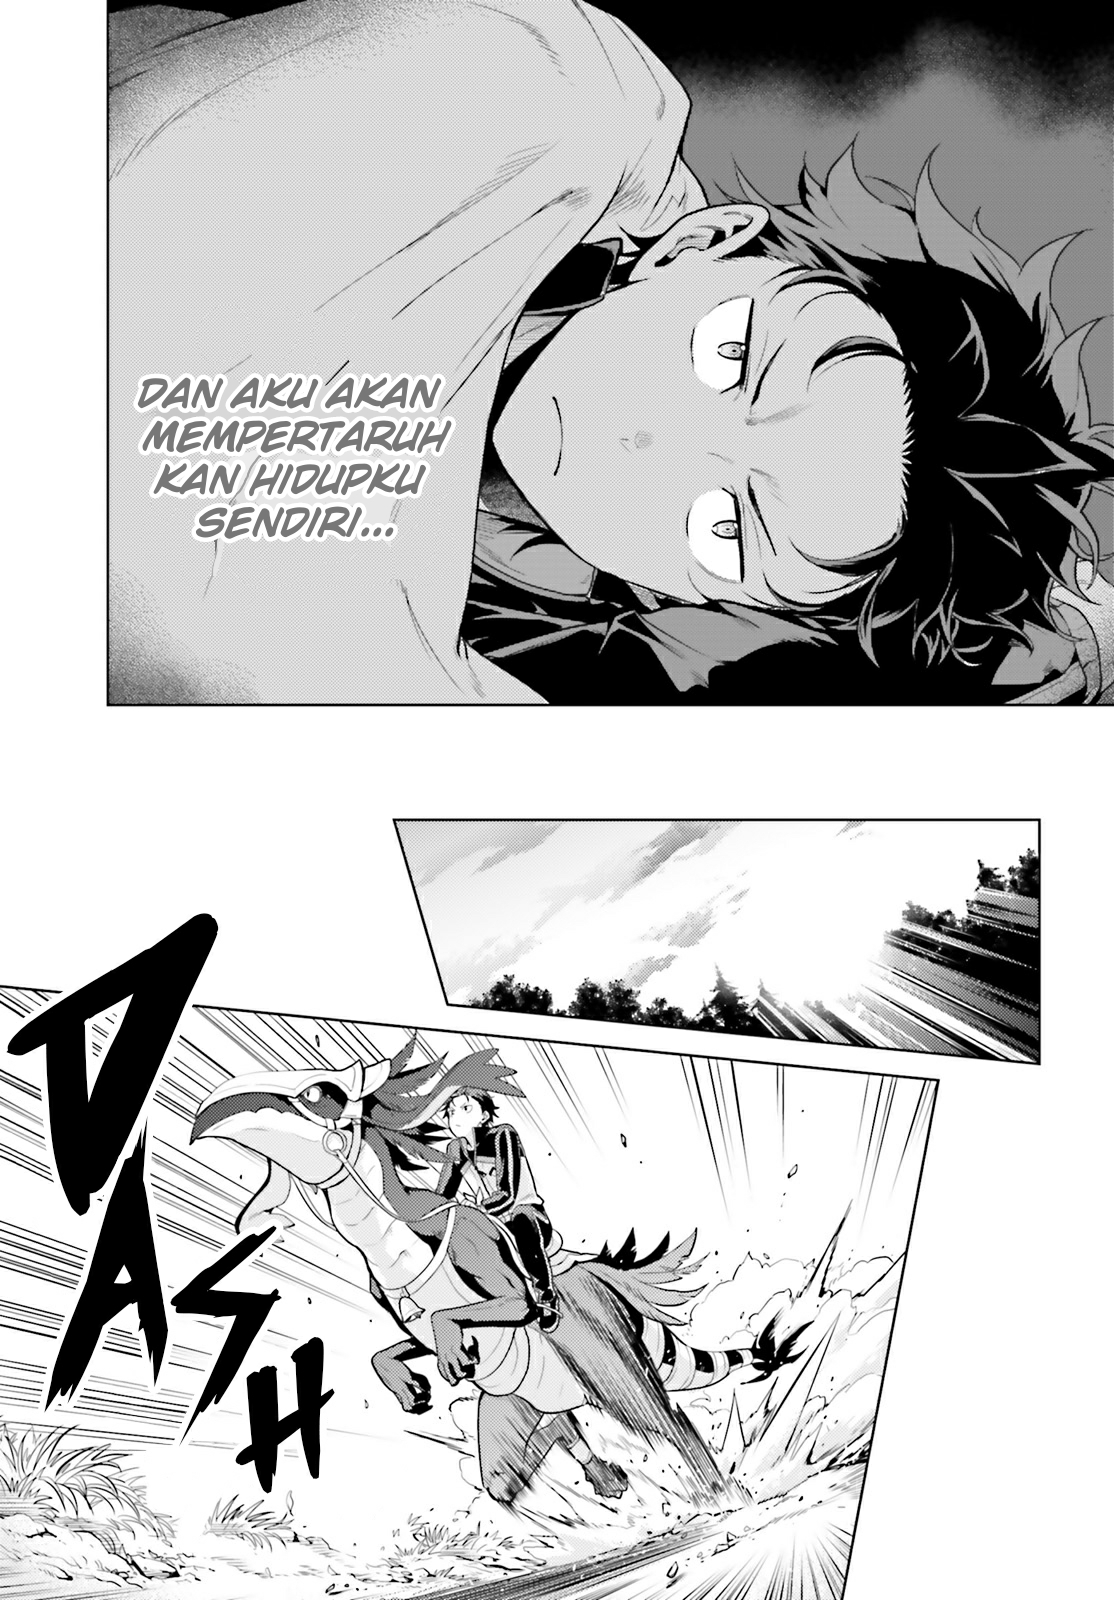 DAN AKU AKAN
MEMPERTARUH
KAN HIDUPKU
SENDIRI...
DASH